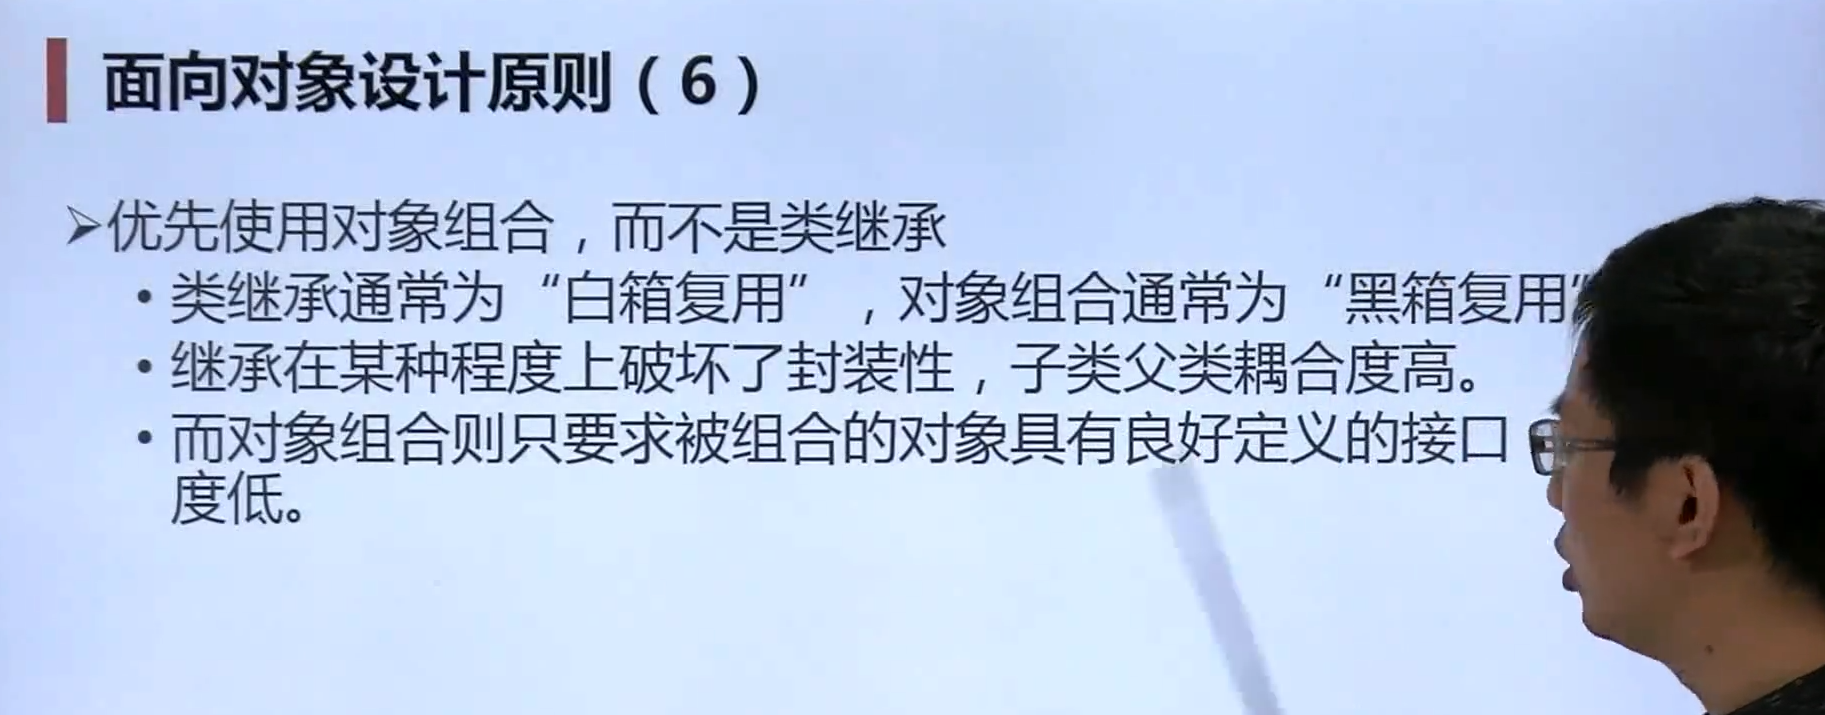 面向对象设计原则（6）
➢优先使用对象组合，而不是类继承
• 类继承通常为“白箱复用”，对象组合通常为“黑箱复用”
• 继承在某种程度上破坏了封装性，子类父类耦合度高。
• 而对象组合则只要求被组合的对象具有良好定义的接口
度低。